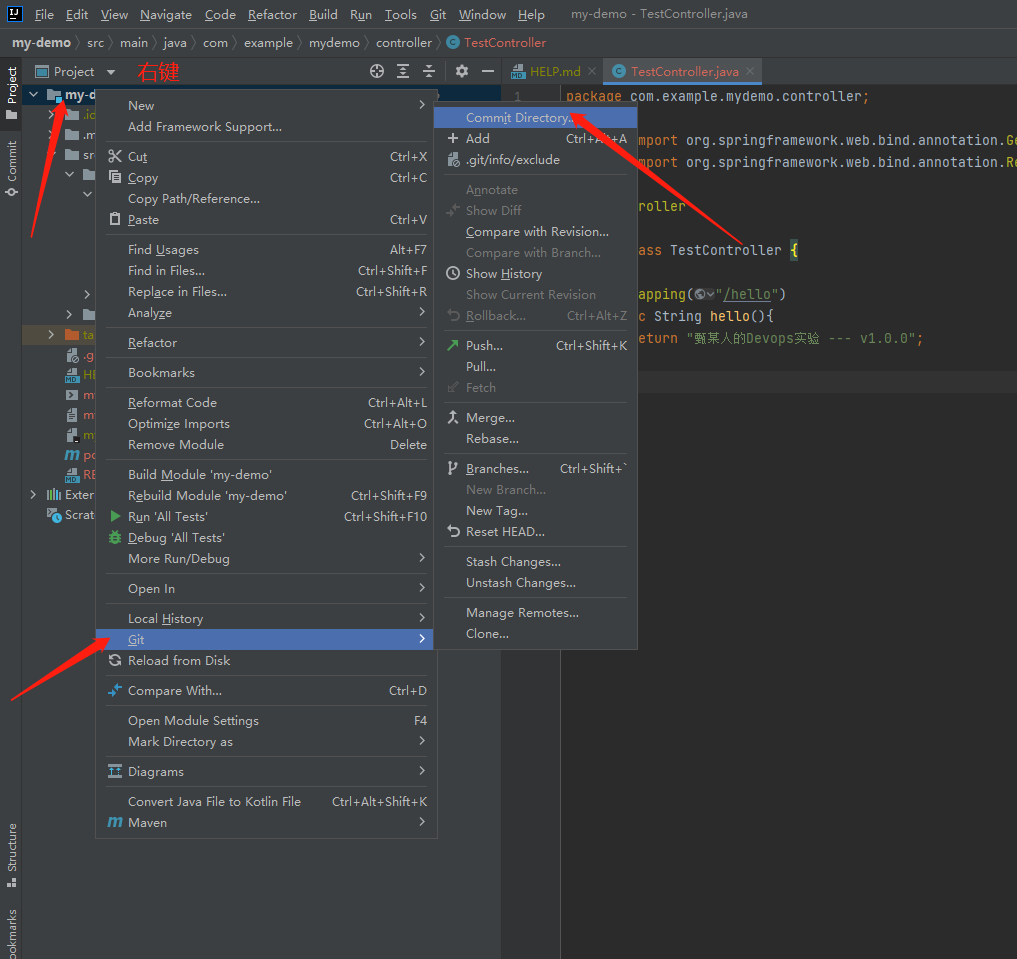 File Edit View Navigate Code Refactor Build Run Tools Git Window Help my-demo - TestController.java
my-demo src main java com example mydemo controller TestController
Project
Project 右键
HELP.md TestController.java
my-d
1 package com.example.mydemo.controller;
New
Add Framework Support...
Cut Ctrl+X
Copy Ctrl+C
Copy Path/Reference...
Paste Ctrl+V
Find Usages Alt+F7
Find in Files... Ctrl+Shift+F
Replace in Files... Ctrl+Shift+R
Analyze
Refactor
Bookmarks
Reformat Code Ctrl+Alt+L
Optimize Imports Ctrl+Alt+O
Remove Module Delete
Build Module 'my-demo'
Rebuild Module 'my-demo' Ctrl+Shift+F9
Run 'All Tests' Ctrl+Shift+F10
Debug 'All Tests'
More Run/Debug
Open In
Local History
Git
Reload from Disk
Compare With... Ctrl+D
Open Module Settings F4
Mark Directory as
Diagrams
Convert Java File to Kotlin File Ctrl+Alt+Shift+K
Maven
Commit Directory...
Add Ctrl+Alt+A
.git/info/exclude
Annotate
Show Diff
Compare with Revision...
Compare with Branch...
Show History
Show Current Revision
Rollback... Ctrl+Alt+Z
Push... Ctrl+Shift+K
Pull...
Fetch
Merge...
Rebase...
Branches... Ctrl+Shift+`
New Branch...
New Tag...
Reset HEAD...
Stash Changes...
Unstash Changes...
Manage Remotes...
Clone...
mport org.springframework.web.bind.annotation.Ge
mport org.springframework.web.bind.annotation.Re
roller
ass TestController {
apping("/hello")
c String hello(){
eturn "甄某人的Devops实验 --- v1.0.0";
.m
sr
ta
.g
HE
po
RE
Exter
Scrat
Commit
Structure
ookmarks